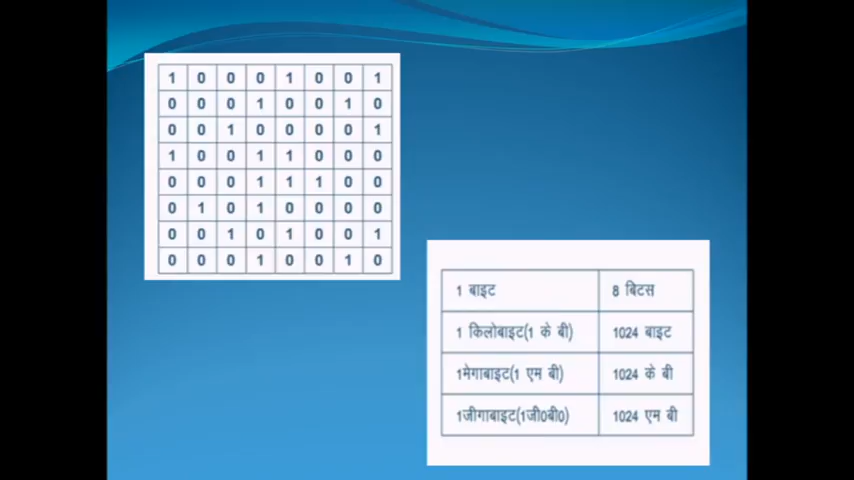 1 0 0 0 1 0 0 1
0 0 0 1 0 0 1 0
0 0 1 0 0 0 0 1
1 0 0 1 1 0 0 0
0 0 0 1 1 1 0 0
0 1 0 1 0 0 0 0
0 0 1 0 1 0 0 1
0 0 0 1 0 0 1 0
1 बाइट 8 बिटस
1 किलोबाइट(1 के बी) 1024 बाइट
1मेगाबाइट(1 एम बी) 1024 के बी
1जीगाबाइट(1जी0बी0) 1024 एम बी